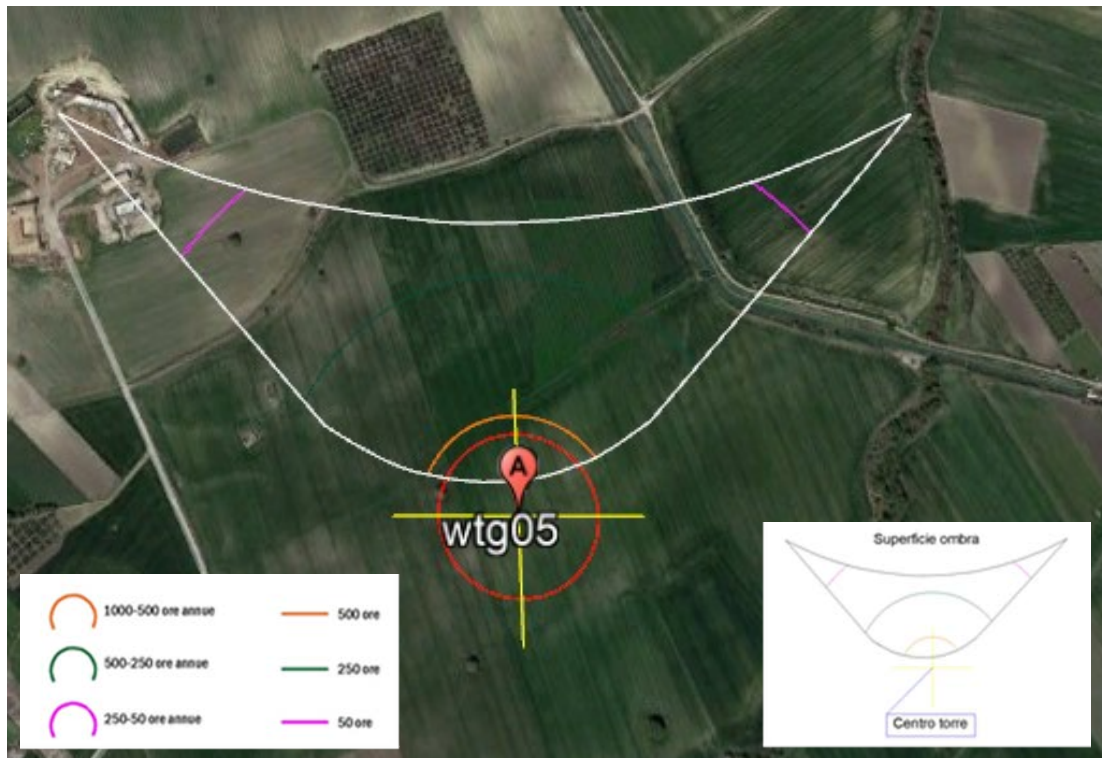 A
wtg05
1000-500 ore annue
500 ore
500-250 ore annue
250 ore
250-50 ore annue
50 ore
Superficie ombra
Centro torre